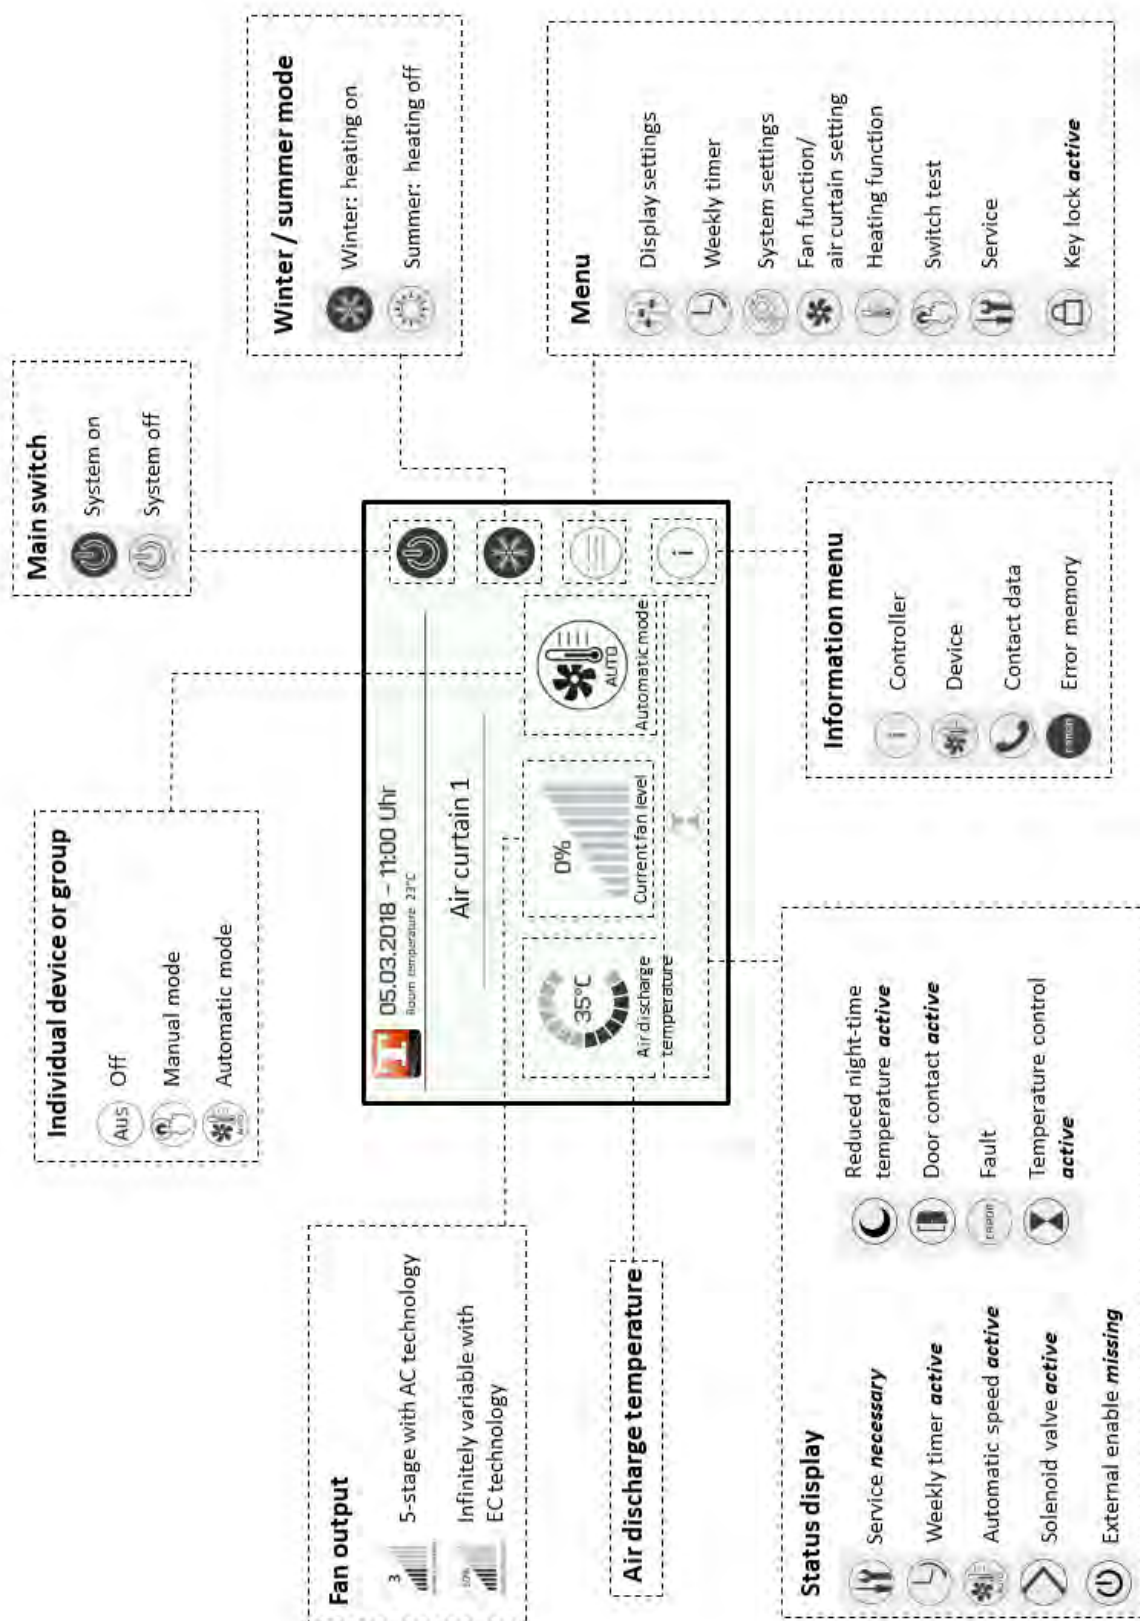 Individual device or group
Aus
Off
Manual mode
AUTO
Automatic mode
Main switch
System on
System off
Winter / summer mode
Winter: heating on
Summer: heating off
Fan output
3
5-stage with AC technology
50%
Infinitely variable with
EC technology
05.03.2018 – 11:00 Uhr
Room temperature 23°C
Air curtain 1
35°C
Air discharge
temperature
0%
Current fan level
AUTO
Automatic mode
i
Air discharge temperature
Menu
Display settings
Weekly timer
System settings
Fan function/
air curtain setting
Heating function
Switch test
Service
Key lock active
Status display
Service necessary
Weekly timer active
AUTO
Automatic speed active
Solenoid valve active
External enable missing
Reduced night-time
temperature active
Door contact active
ERROR
Fault
Temperature control
active
Information menu
i
Controller
Device
Contact data
ERROR
Error memory